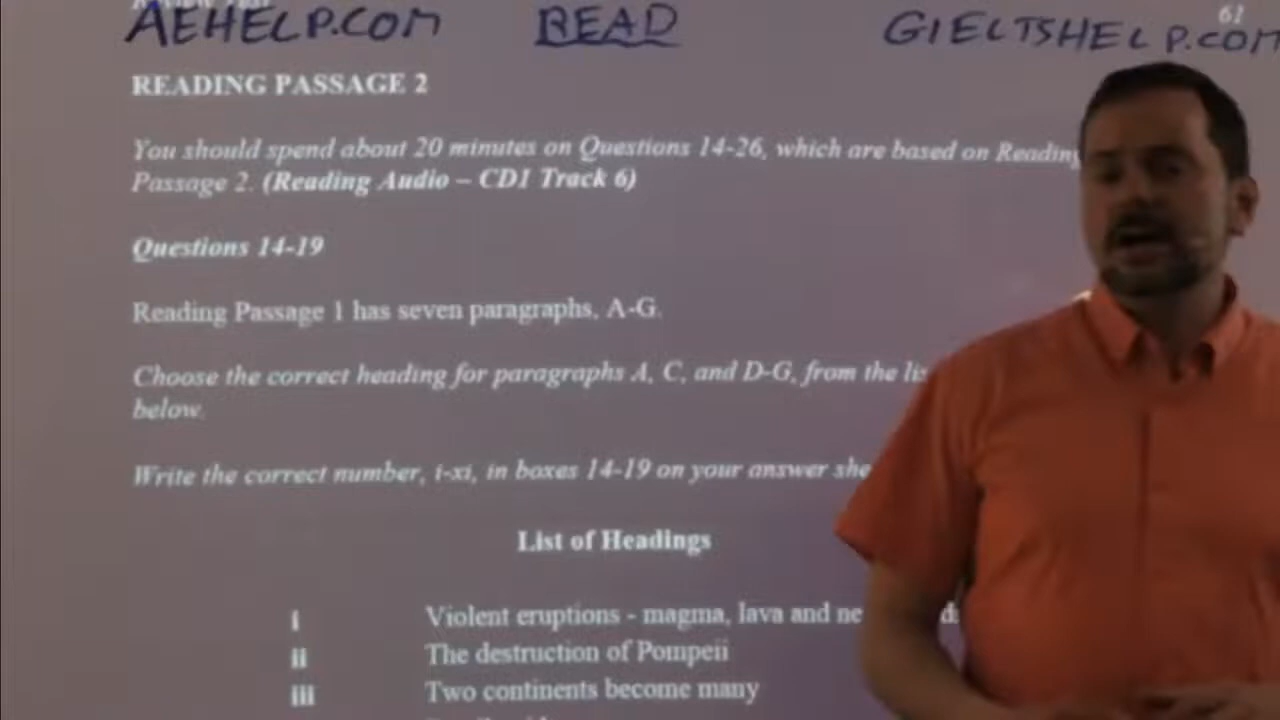 AEHELP.COM READ GIELTSHELP.COM
61
READING PASSAGE 2
You should spend about 20 minutes on Questions 14-26, which are based on Reading
Passage 2. (Reading Audio – CD1 Track 6)
Questions 14-19
Reading Passage 1 has seven paragraphs, A-G.
Choose the correct heading for paragraphs A, C, and D-G, from the
below.
Write the correct number, i-xi, in boxes 14-19 on your answer
List of Headings
i Violent eruptions - magma, lava and
ii The destruction of Pompeii
iii Two continents become many